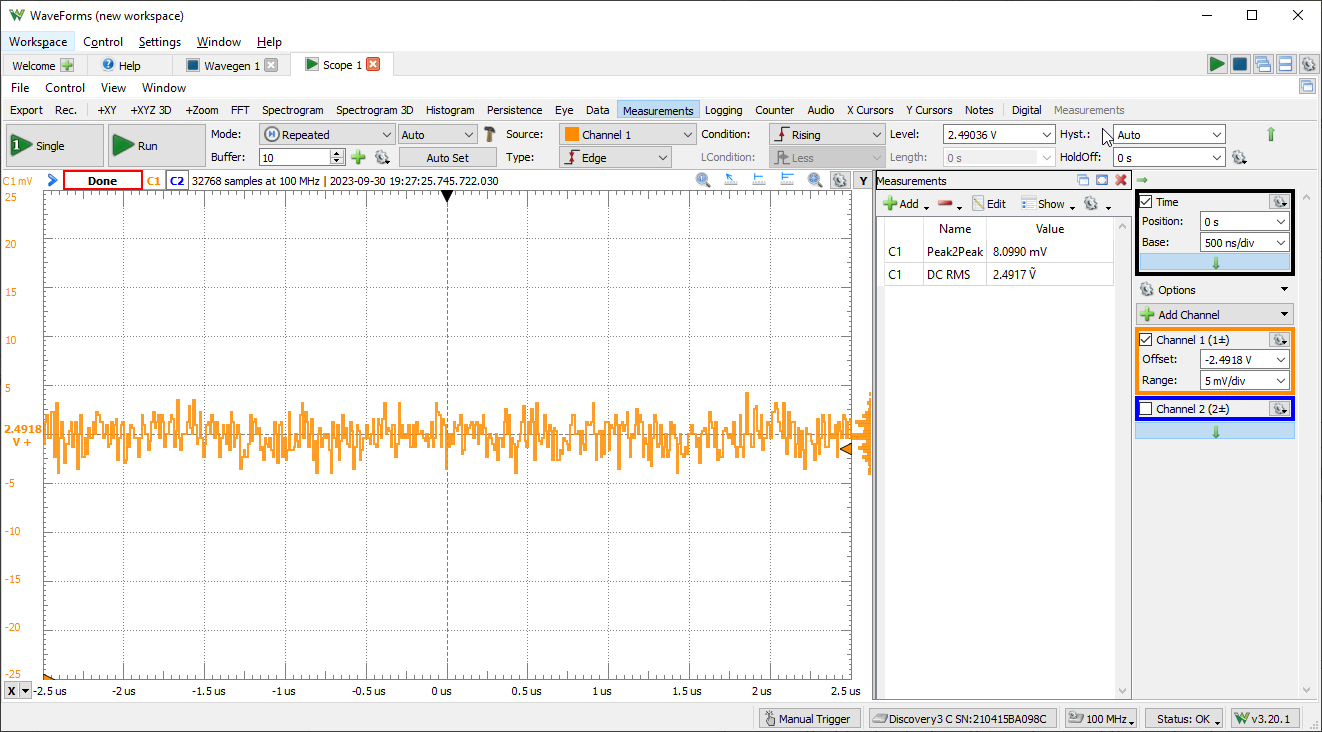 WaveForms (new workspace)
Workspace Control Settings Window Help
Welcome Help Wavegen 1 Scope 1
File Control View Window
Export Rec. +XY +XYZ 3D +Zoom FFT Spectrogram Spectrogram 3D Histogram Persistence Eye Data Measurements Logging Counter Audio X Cursors Y Cursors Notes Digital Measurements
1 Single Run Mode: Repeated Auto Source: Channel 1 Condition: Rising Level: 2.49036 V Hyst.: Auto
Buffer: 10 Auto Set Type: Edge LCondition: Less Length: 0 s HoldOff: 0 s
C1 mV Done C1 C2 32768 samples at 100 MHz | 2023-09-30 19:27:25.745.722.030 Y
25
20
15
10
5
2.4918
V +
-5
-10
-15
-20
-25
X -2.5 us -2 us -1.5 us -1 us -0.5 us 0 us 0.5 us 1 us 1.5 us 2 us 2.5 us
Measurements
Add Edit Show
Name Value
C1 Peak2Peak 8.0990 mV
C1 DC RMS 2.4917 Ṽ
Time
Position: 0 s
Base: 500 ns/div
Options
Add Channel
Channel 1 (1±)
Offset: -2.4918 V
Range: 5 mV/div
Channel 2 (2±)
Manual Trigger Discovery3 C SN:210415BA098C 100 MHz Status: OK v3.20.1